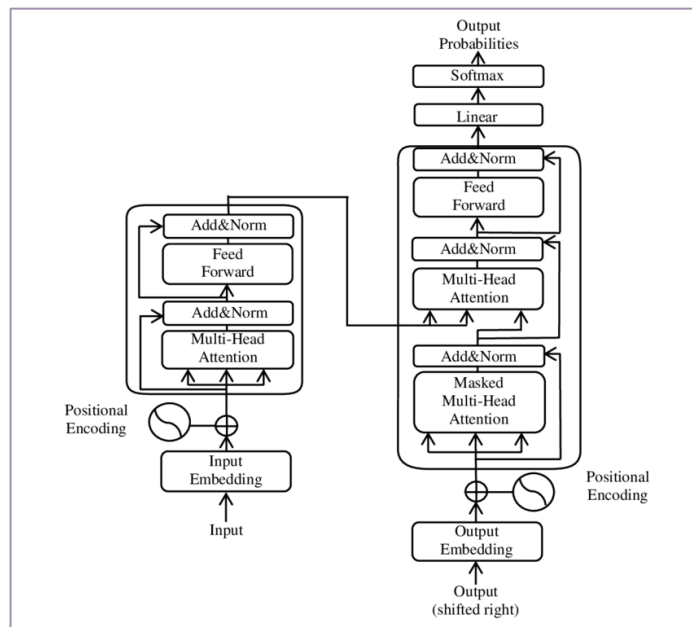 Output
Probabilities
Softmax
Linear
Add&Norm
Feed
Forward
Add&Norm
Multi-Head
Attention
Add&Norm
Masked
Multi-Head
Attention
Positional
Encoding
Output
Embedding
Output
(shifted right)
Add&Norm
Feed
Forward
Add&Norm
Multi-Head
Attention
Positional
Encoding
Input
Embedding
Input